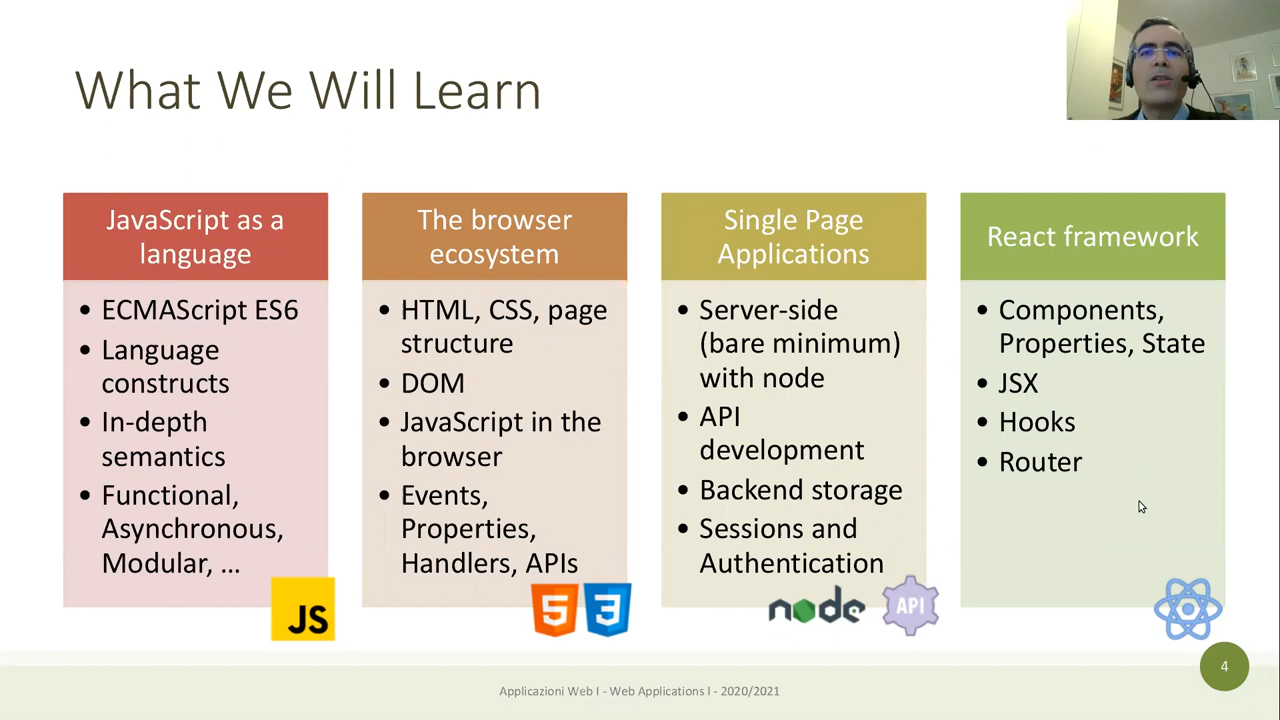 What We Will Learn
JavaScript as a
language
• ECMAScript ES6
• Language
constructs
• In-depth
semantics
• Functional,
Asynchronous,
Modular, …
JS
The browser
ecosystem
• HTML, CSS, page
structure
• DOM
• JavaScript in the
browser
• Events,
Properties,
Handlers, APIs
5 3
Single Page
Applications
• Server-side
(bare minimum)
with node
• API
development
• Backend storage
• Sessions and
Authentication
node API
React framework
• Components,
Properties, State
• JSX
• Hooks
• Router
4
Applicazioni Web I - Web Applications I - 2020/2021